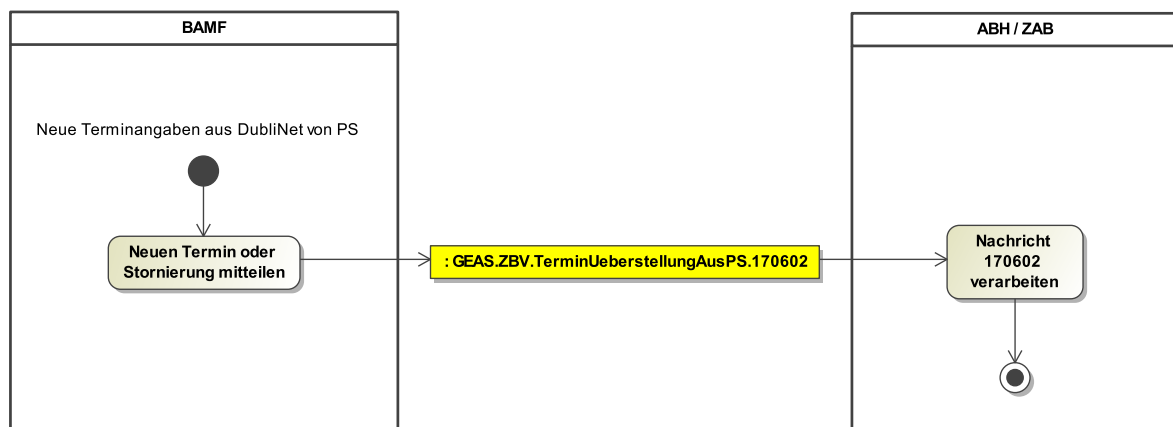 BAMF
ABH / ZAB
Neue Terminangaben aus DubliNet von PS
Neuen Termin oder
Stornierung mitteilen
: GEAS.ZBV.TerminUeberstellungAusPS.170602
Nachricht
170602
verarbeiten